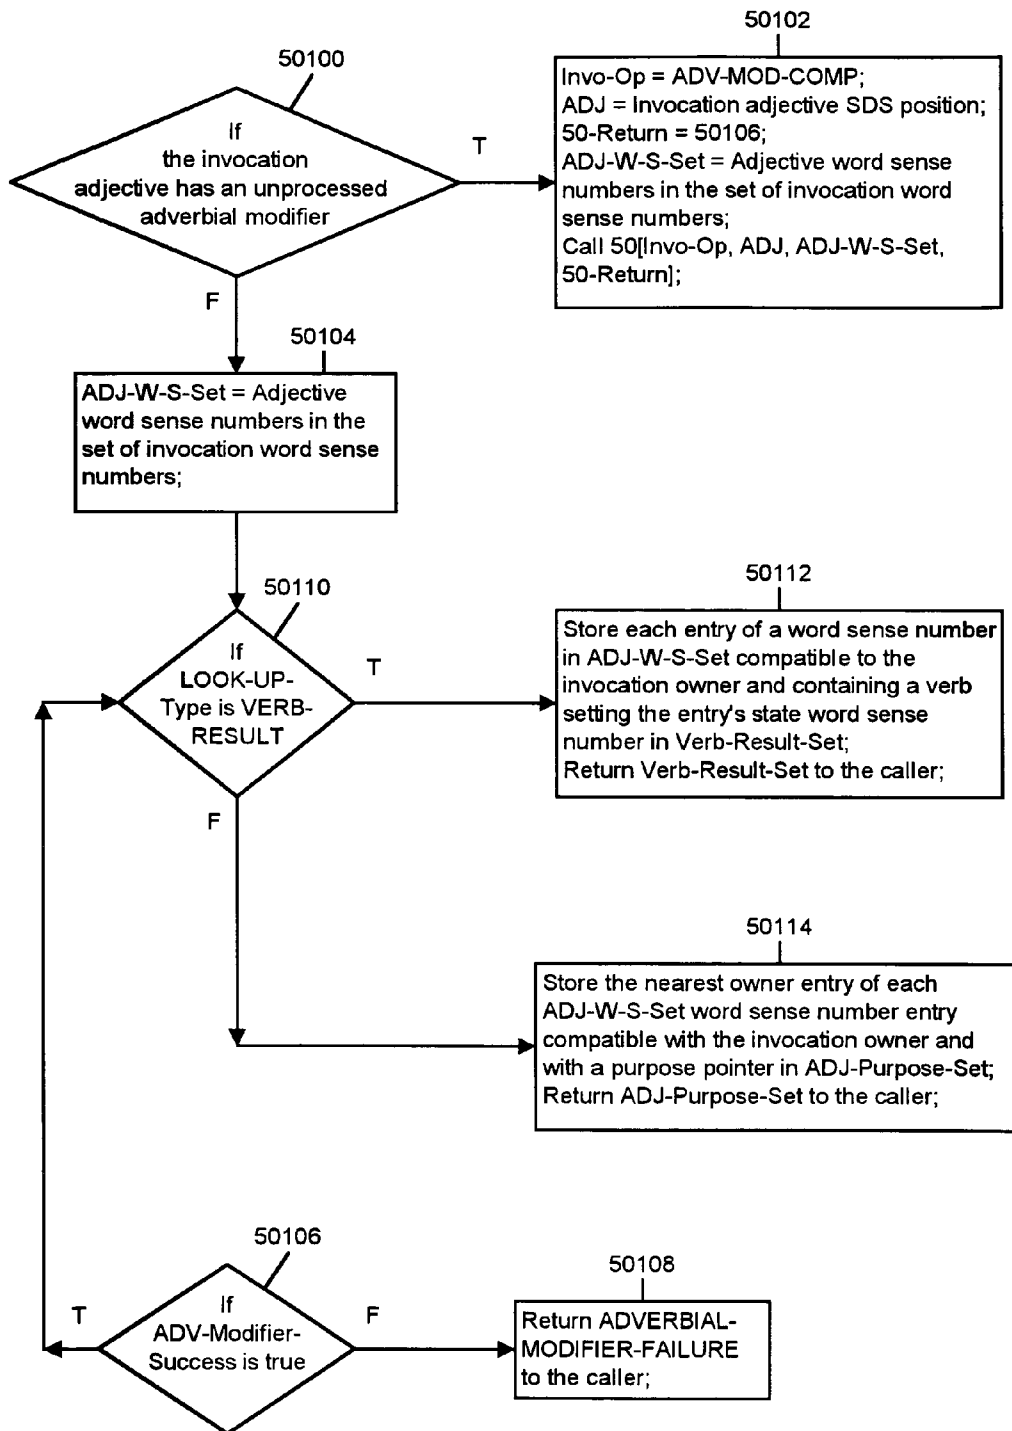 50102
50100
Invo-Op = ADV-MOD-COMP;
ADJ = Invocation adjective SDS position;
50-Return = 50106;
ADJ-W-S-Set = Adjective word sense
numbers in the set of invocation word
sense numbers;
Call 50[Invo-Op, ADJ, ADJ-W-S-Set,
50-Return];
If
the invocation
adjective has an unprocessed
adverbial modifier
T
F
50104
ADJ-W-S-Set = Adjective
word sense numbers in the
set of invocation word sense
numbers;
50110
If
LOOK-UP-
Type is VERB-
RESULT
T
F
50112
Store each entry of a word sense number
in ADJ-W-S-Set compatible to the
invocation owner and containing a verb
setting the entry's state word sense
number in Verb-Result-Set;
Return Verb-Result-Set to the caller;
50114
Store the nearest owner entry of each
ADJ-W-S-Set word sense number entry
compatible with the invocation owner and
with a purpose pointer in ADJ-Purpose-Set;
Return ADJ-Purpose-Set to the caller;
50106
If
ADV-Modifier-
Success is true
T
F
50108
Return ADVERBIAL-
MODIFIER-FAILURE
to the caller;